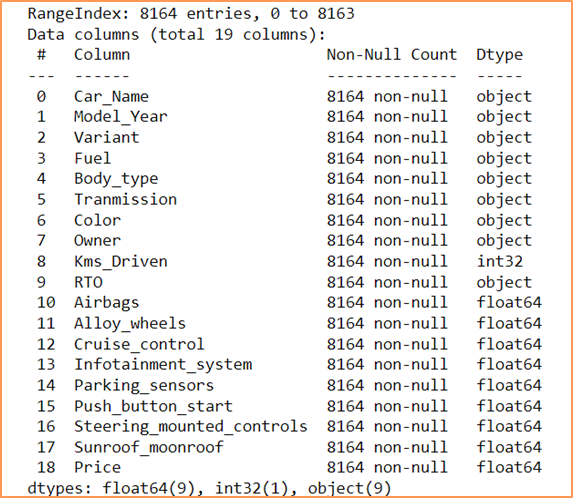 RangeIndex: 8164 entries, 0 to 8163
Data columns (total 19 columns):
 #   Column                     Non-Null Count  Dtype
---  ------                     --------------  -----
 0   Car_Name                   8164 non-null   object
 1   Model_Year                 8164 non-null   object
 2   Variant                    8164 non-null   object
 3   Fuel                       8164 non-null   object
 4   Body_type                  8164 non-null   object
 5   Tranmission                8164 non-null   object
 6   Color                      8164 non-null   object
 7   Owner                      8164 non-null   object
 8   Kms_Driven                 8164 non-null   int32
 9   RTO                        8164 non-null   object
 10  Airbags                    8164 non-null   float64
 11  Alloy_wheels               8164 non-null   float64
 12  Cruise_control             8164 non-null   float64
 13  Infotainment_system        8164 non-null   float64
 14  Parking_sensors            8164 non-null   float64
 15  Push_button_start          8164 non-null   float64
 16  Steering_mounted_controls  8164 non-null   float64
 17  Sunroof_moonroof           8164 non-null   float64
 18  Price                      8164 non-null   float64
dtypes: float64(9), int32(1), object(9)